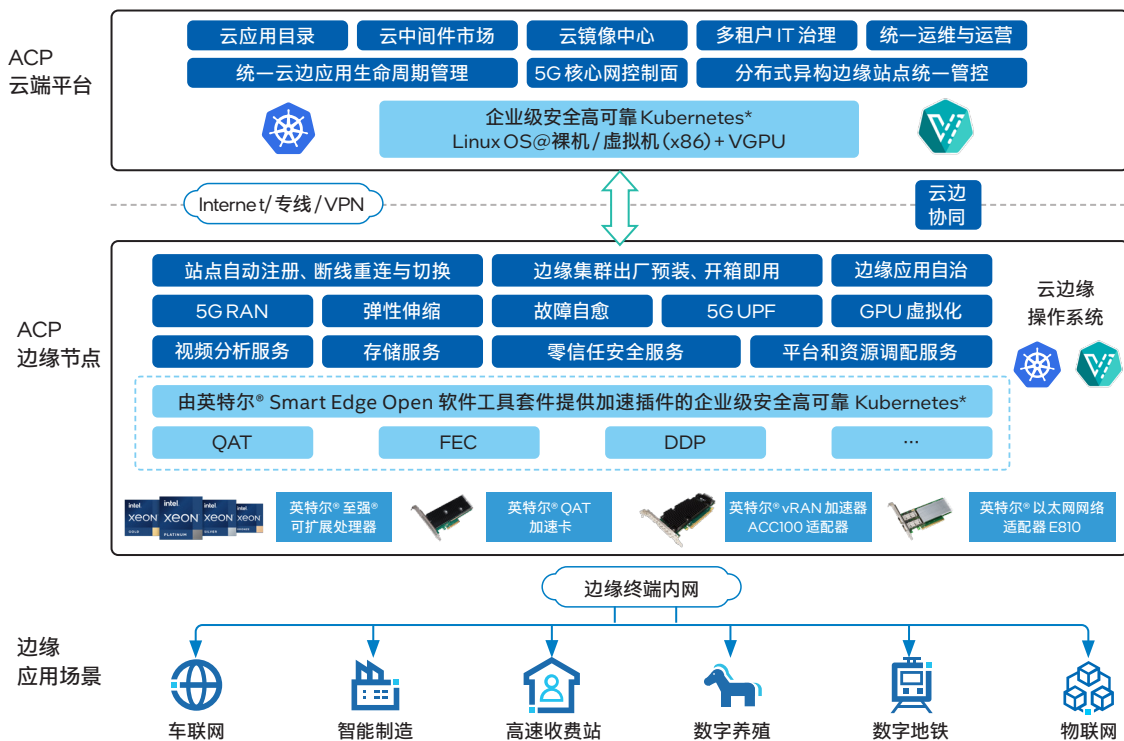 ACP
云端平台
云应用目录
云中间件市场
云镜像中心
多租户 IT 治理
统一运维与运营
统一云边应用生命周期管理
5G 核心网控制面
分布式异构边缘站点统一管控
企业级安全高可靠 Kubernetes*
Linux OS@裸机 / 虚拟机 (x86) + VGPU
Internet/ 专线 / VPN
云边
协同
ACP
边缘节点
站点自动注册、断线重连与切换
边缘集群出厂预装、开箱即用
边缘应用自治
5G RAN
弹性伸缩
故障自愈
5G UPF
GPU 虚拟化
视频分析服务
存储服务
零信任安全服务
平台和资源调配服务
云边缘
操作系统
由英特尔® Smart Edge Open 软件工具套件提供加速插件的企业级安全高可靠 Kubernetes*
QAT
FEC
DDP
…
intel
xeon
GOLD
intel
xeon
PLATINUM
intel
xeon
SILVER
intel
xeon
英特尔® 至强®
可扩展处理器
英特尔® QAT
加速卡
英特尔® vRAN 加速器
ACC100 适配器
英特尔® 以太网网络
适配器 E810
边缘终端内网
边缘
应用场景
车联网
智能制造
高速收费站
数字养殖
数字地铁
物联网